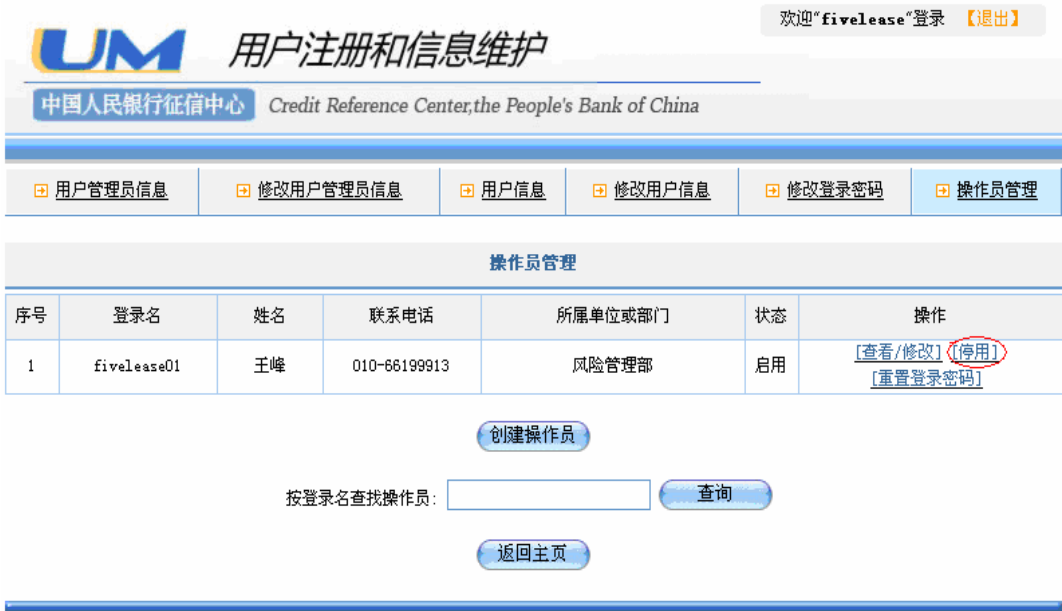 欢迎“fivelease”登录 【退出】
UM 用户注册和信息维护
中国人民银行征信中心 Credit Reference Center,the People's Bank of China
用户管理员信息 修改用户管理员信息 用户信息 修改用户信息 修改登录密码 操作员管理
操作员管理
序号 登录名 姓名 联系电话 所属单位或部门 状态 操作
1 fivelease01 王峰 010-66199913 风险管理部 启用 [查看/修改] [停用]
[重置登录密码]
创建操作员
按登录名查找操作员: 查询
返回主页